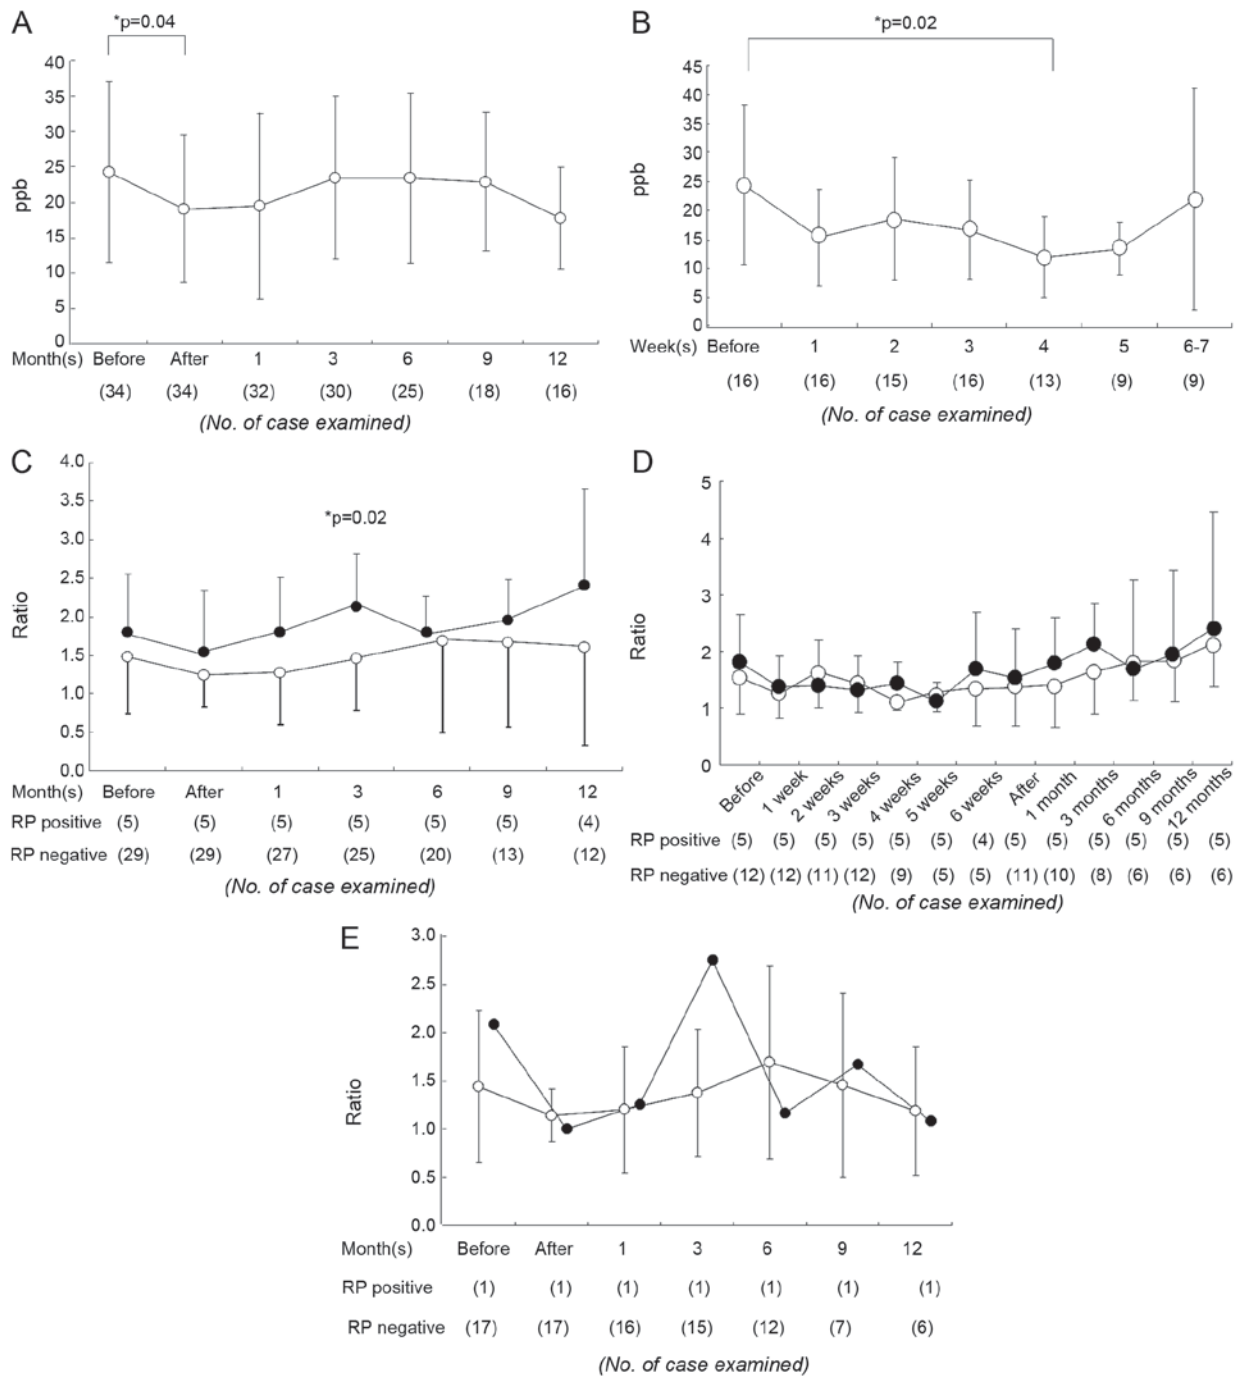 A
*p=0.04
40
35
30
25
20
15
10
5
0
ppb
Month(s) Before After 1 3 6 9 12
(34) (34) (32) (30) (25) (18) (16)
(No. of case examined)
B
*p=0.02
45
40
35
30
25
20
15
10
5
0
ppb
Week(s) Before 1 2 3 4 5 6-7
(16) (16) (15) (16) (13) (9) (9)
(No. of case examined)
C
4.0
3.5
3.0
2.5
2.0
1.5
1.0
0.5
0.0
Ratio
*p=0.02
Month(s) Before After 1 3 6 9 12
RP positive (5) (5) (5) (5) (5) (5) (4)
RP negative (29) (29) (27) (25) (20) (13) (12)
(No. of case examined)
D
5
4
3
2
1
0
Ratio
Before 1 week 2 weeks 3 weeks 4 weeks 5 weeks 6 weeks After 1 month 3 months 6 months 9 months 12 months
RP positive (5) (5) (5) (5) (5) (5) (4) (5) (5) (5) (5) (5) (5)
RP negative (12) (12) (11) (12) (9) (5) (5) (11) (10) (8) (6) (6) (6)
(No. of case examined)
E
3.0
2.5
2.0
1.5
1.0
0.5
0.0
Ratio
Month(s) Before After 1 3 6 9 12
RP positive (1) (1) (1) (1) (1) (1) (1)
RP negative (17) (17) (16) (15) (12) (7) (6)
(No. of case examined)